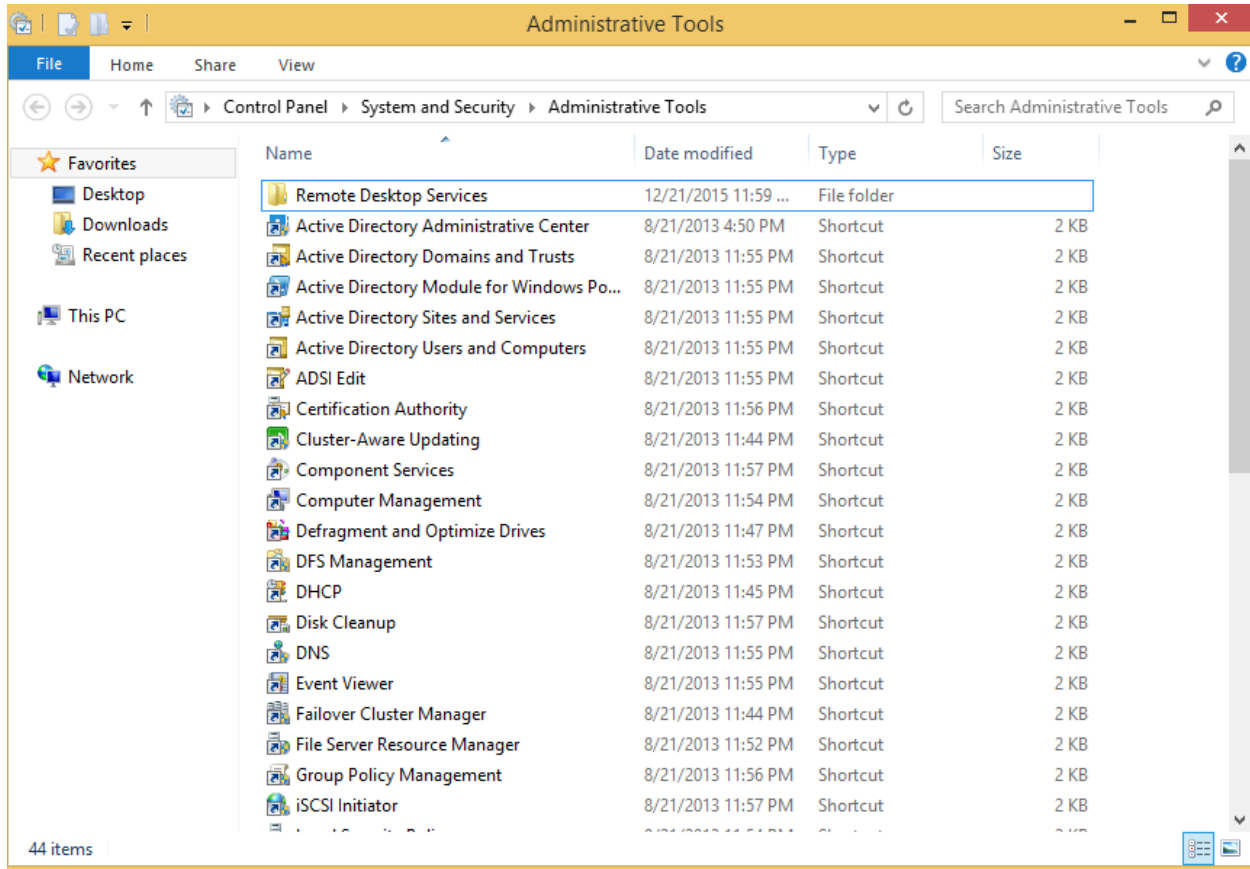 Administrative Tools
File Home Share View
Control Panel System and Security Administrative Tools Search Administrative Tools
Name Date modified Type Size
Favorites
Desktop
Downloads
Recent places
This PC
Network
Remote Desktop Services 12/21/2015 11:59 ... File folder
Active Directory Administrative Center 8/21/2013 4:50 PM Shortcut 2 KB
Active Directory Domains and Trusts 8/21/2013 11:55 PM Shortcut 2 KB
Active Directory Module for Windows Po... 8/21/2013 11:55 PM Shortcut 2 KB
Active Directory Sites and Services 8/21/2013 11:55 PM Shortcut 2 KB
Active Directory Users and Computers 8/21/2013 11:55 PM Shortcut 2 KB
ADSI Edit 8/21/2013 11:55 PM Shortcut 2 KB
Certification Authority 8/21/2013 11:56 PM Shortcut 2 KB
Cluster-Aware Updating 8/21/2013 11:44 PM Shortcut 2 KB
Component Services 8/21/2013 11:57 PM Shortcut 2 KB
Computer Management 8/21/2013 11:54 PM Shortcut 2 KB
Defragment and Optimize Drives 8/21/2013 11:47 PM Shortcut 2 KB
DFS Management 8/21/2013 11:53 PM Shortcut 2 KB
DHCP 8/21/2013 11:45 PM Shortcut 2 KB
Disk Cleanup 8/21/2013 11:57 PM Shortcut 2 KB
DNS 8/21/2013 11:55 PM Shortcut 2 KB
Event Viewer 8/21/2013 11:55 PM Shortcut 2 KB
Failover Cluster Manager 8/21/2013 11:44 PM Shortcut 2 KB
File Server Resource Manager 8/21/2013 11:52 PM Shortcut 2 KB
Group Policy Management 8/21/2013 11:56 PM Shortcut 2 KB
iSCSI Initiator 8/21/2013 11:57 PM Shortcut 2 KB
44 items